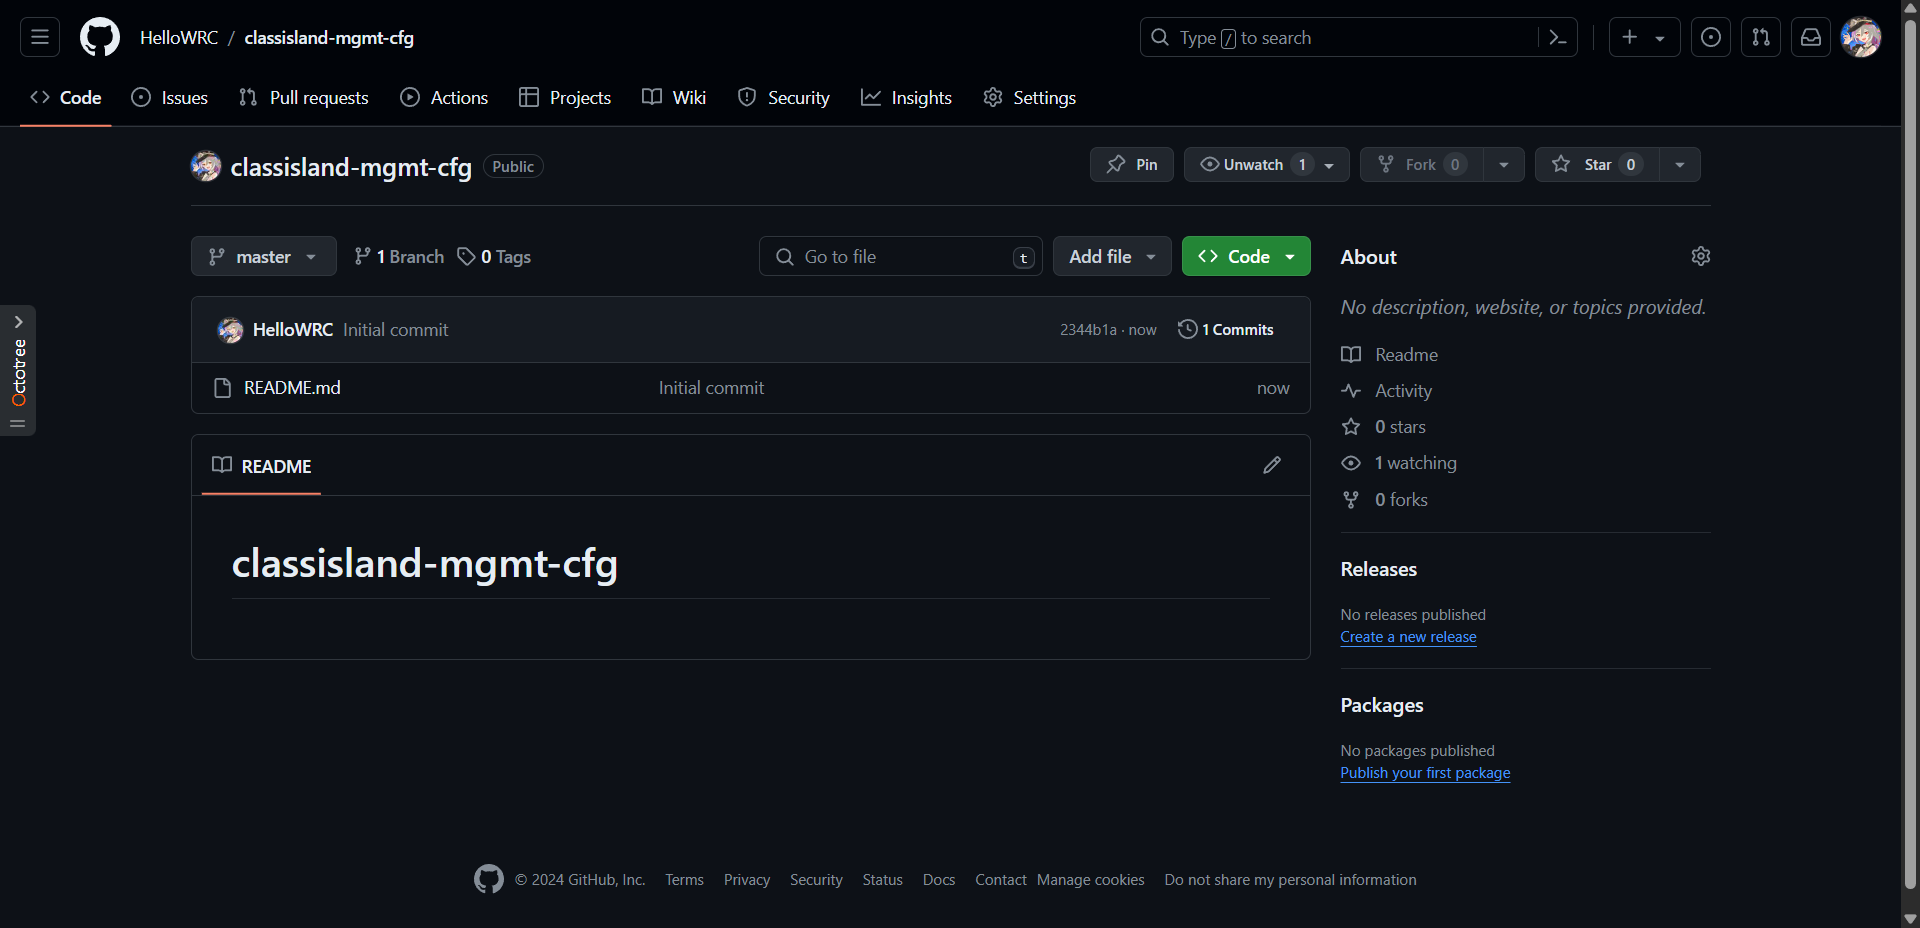 HelloWRC / classisland-mgmt-cfg
Type / to search
Code Issues Pull requests Actions Projects Wiki Security Insights Settings
classisland-mgmt-cfg Public
Pin Unwatch 1 Fork 0 Star 0
master 1 Branch 0 Tags
Go to file t Add file Code
HelloWRC Initial commit 2344b1a · now 1 Commits
README.md Initial commit now
README
classisland-mgmt-cfg
About
No description, website, or topics provided.
Readme
Activity
0 stars
1 watching
0 forks
Releases
No releases published
Create a new release
Packages
No packages published
Publish your first package
Octotree
© 2024 GitHub, Inc. Terms Privacy Security Status Docs Contact Manage cookies Do not share my personal information